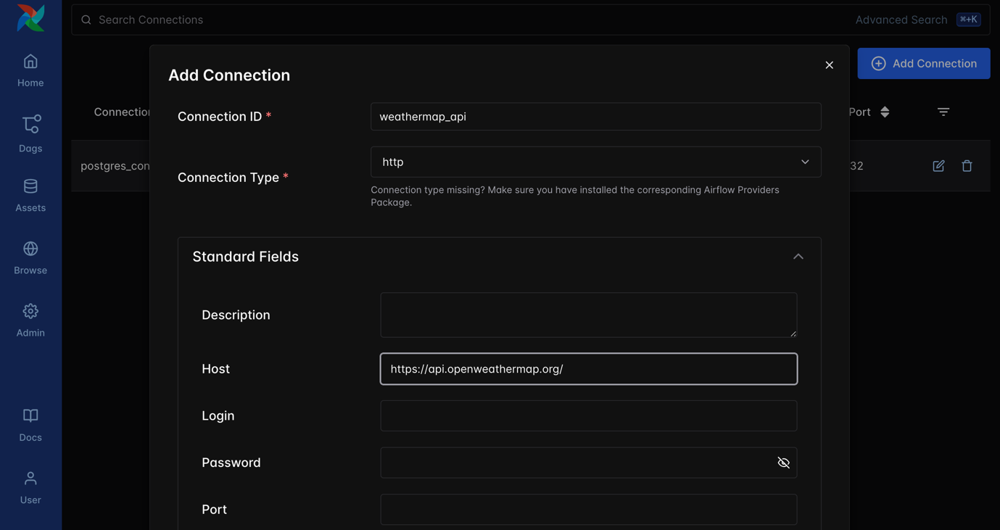 Search Connections
Advanced Search
⌘+K
Home
Dags
Assets
Browse
Admin
Docs
User
Add Connection
Port
32
postgres_con
Add Connection
Connection ID *
weathermap_api
Connection Type *
http
Connection type missing? Make sure you have installed the corresponding Airflow Providers
Package.
Standard Fields
Description
Host
https://api.openweathermap.org/
Login
Password
Port